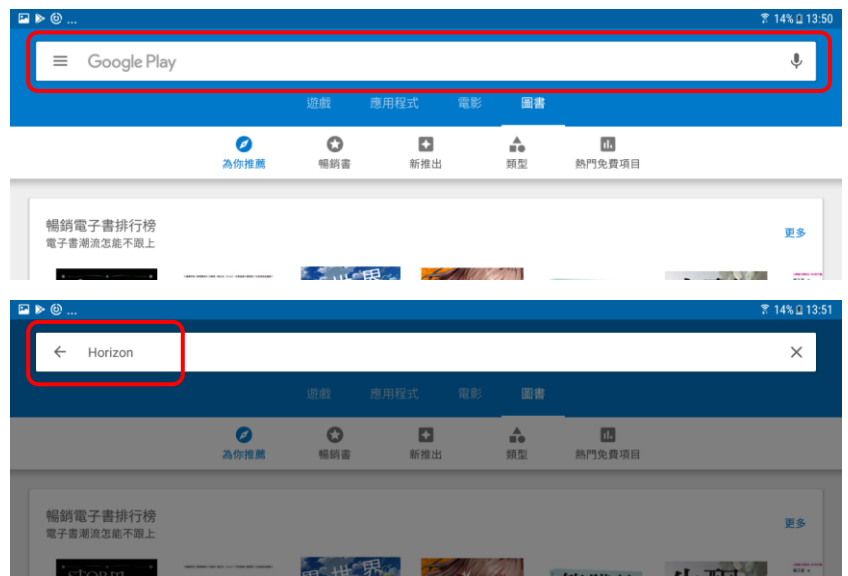 ... 14% 13:50
Google Play
遊戲 應用程式 電影 圖書
為你推薦 暢銷書 新推出 類型 熱門免費項目
暢銷電子書排行榜
電子書潮流怎能不跟上
更多
世界
... 14% 13:51
Horizon
遊戲 應用程式 電影 圖書
為你推薦 暢銷書 新推出 類型 熱門免費項目
暢銷電子書排行榜
電子書潮流怎能不跟上
更多
STORM
世界